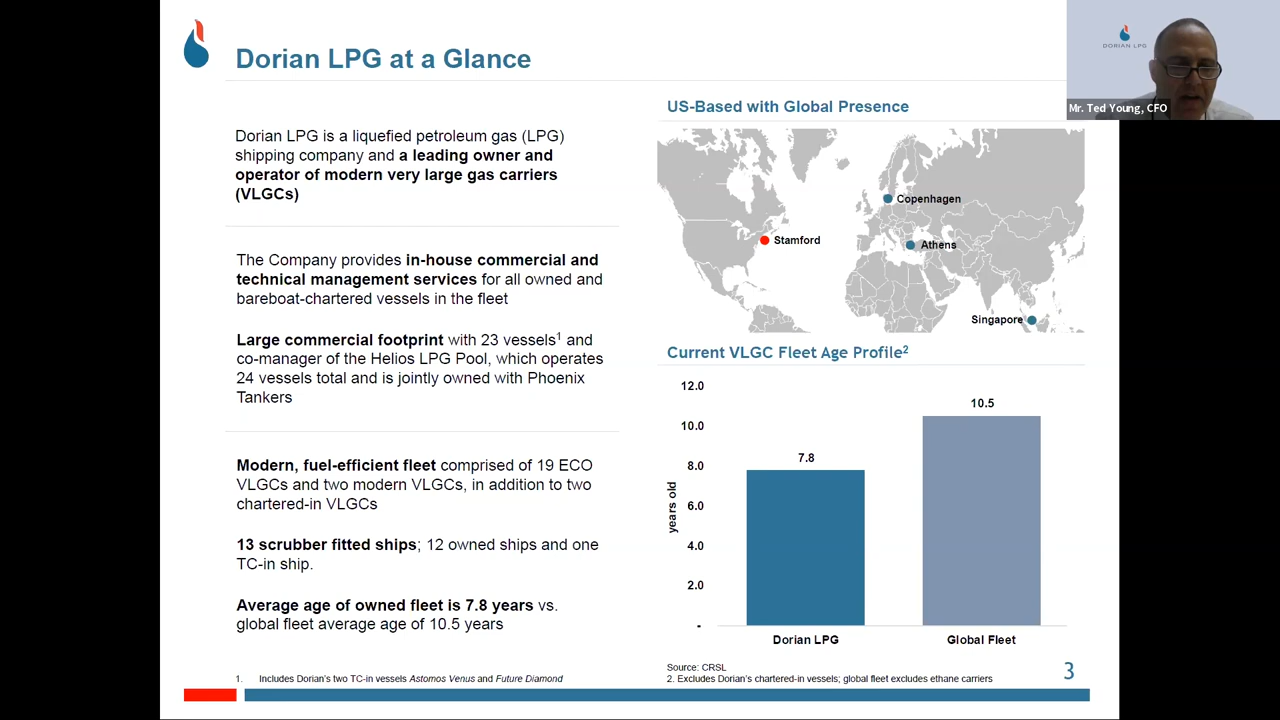 Dorian LPG at a Glance
DORIAN LPG
Mr. Ted Young, CFO
Dorian LPG is a liquefied petroleum gas (LPG)
shipping company and a leading owner and
operator of modern very large gas carriers
(VLGCs)
The Company provides in-house commercial and
technical management services for all owned and
bareboat-chartered vessels in the fleet
Large commercial footprint with 23 vessels1 and
co-manager of the Helios LPG Pool, which operates
24 vessels total and is jointly owned with Phoenix
Tankers
Modern, fuel-efficient fleet comprised of 19 ECO
VLGCs and two modern VLGCs, in addition to two
chartered-in VLGCs
13 scrubber fitted ships; 12 owned ships and one
TC-in ship.
Average age of owned fleet is 7.8 years vs.
global fleet average age of 10.5 years
1. Includes Dorian's two TC-in vessels Astomos Venus and Future Diamond
US-Based with Global Presence
Copenhagen
Stamford
Athens
Singapore
Current VLGC Fleet Age Profile2
12.0
10.0
8.0
6.0
4.0
2.0
-
years old
7.8
10.5
Dorian LPG
Global Fleet
Source: CRSL
2. Excludes Dorian's chartered-in vessels; global fleet excludes ethane carriers
3